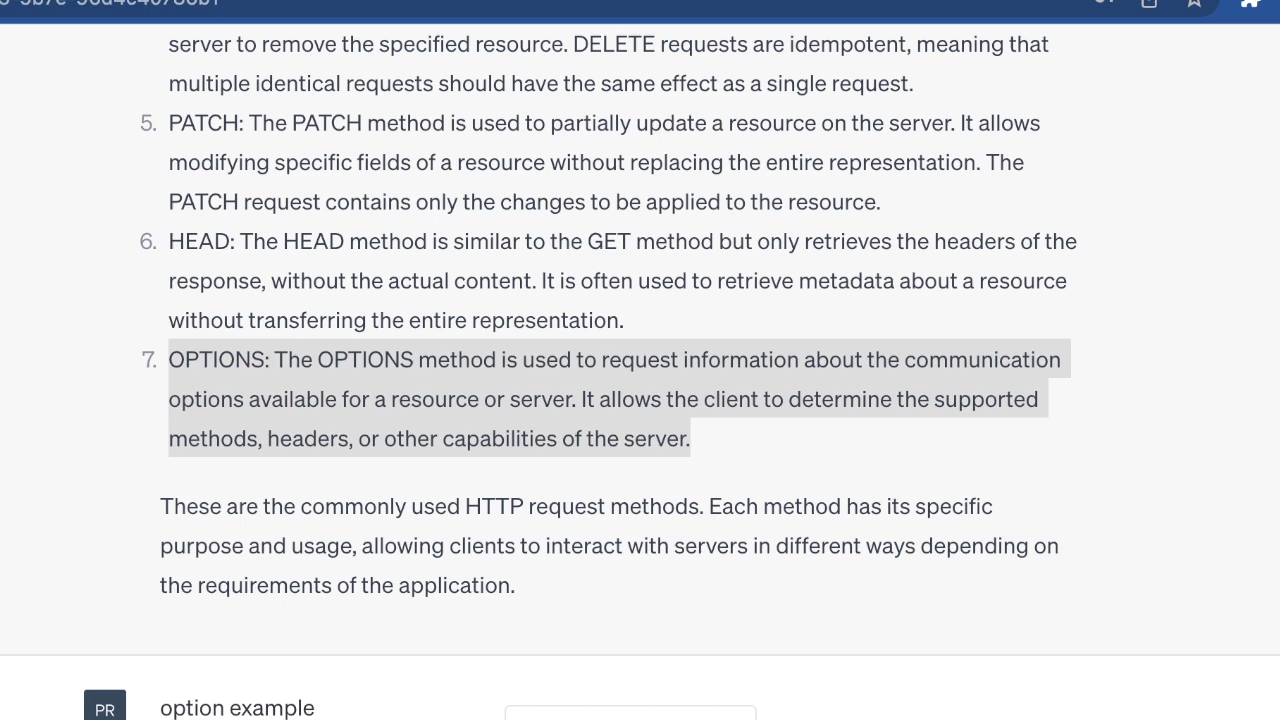 server to remove the specified resource. DELETE requests are idempotent, meaning that
multiple identical requests should have the same effect as a single request.
5. PATCH: The PATCH method is used to partially update a resource on the server. It allows
modifying specific fields of a resource without replacing the entire representation. The
PATCH request contains only the changes to be applied to the resource.
6. HEAD: The HEAD method is similar to the GET method but only retrieves the headers of the
response, without the actual content. It is often used to retrieve metadata about a resource
without transferring the entire representation.
7. OPTIONS: The OPTIONS method is used to request information about the communication
options available for a resource or server. It allows the client to determine the supported
methods, headers, or other capabilities of the server.
These are the commonly used HTTP request methods. Each method has its specific
purpose and usage, allowing clients to interact with servers in different ways depending on
the requirements of the application.
PR option example